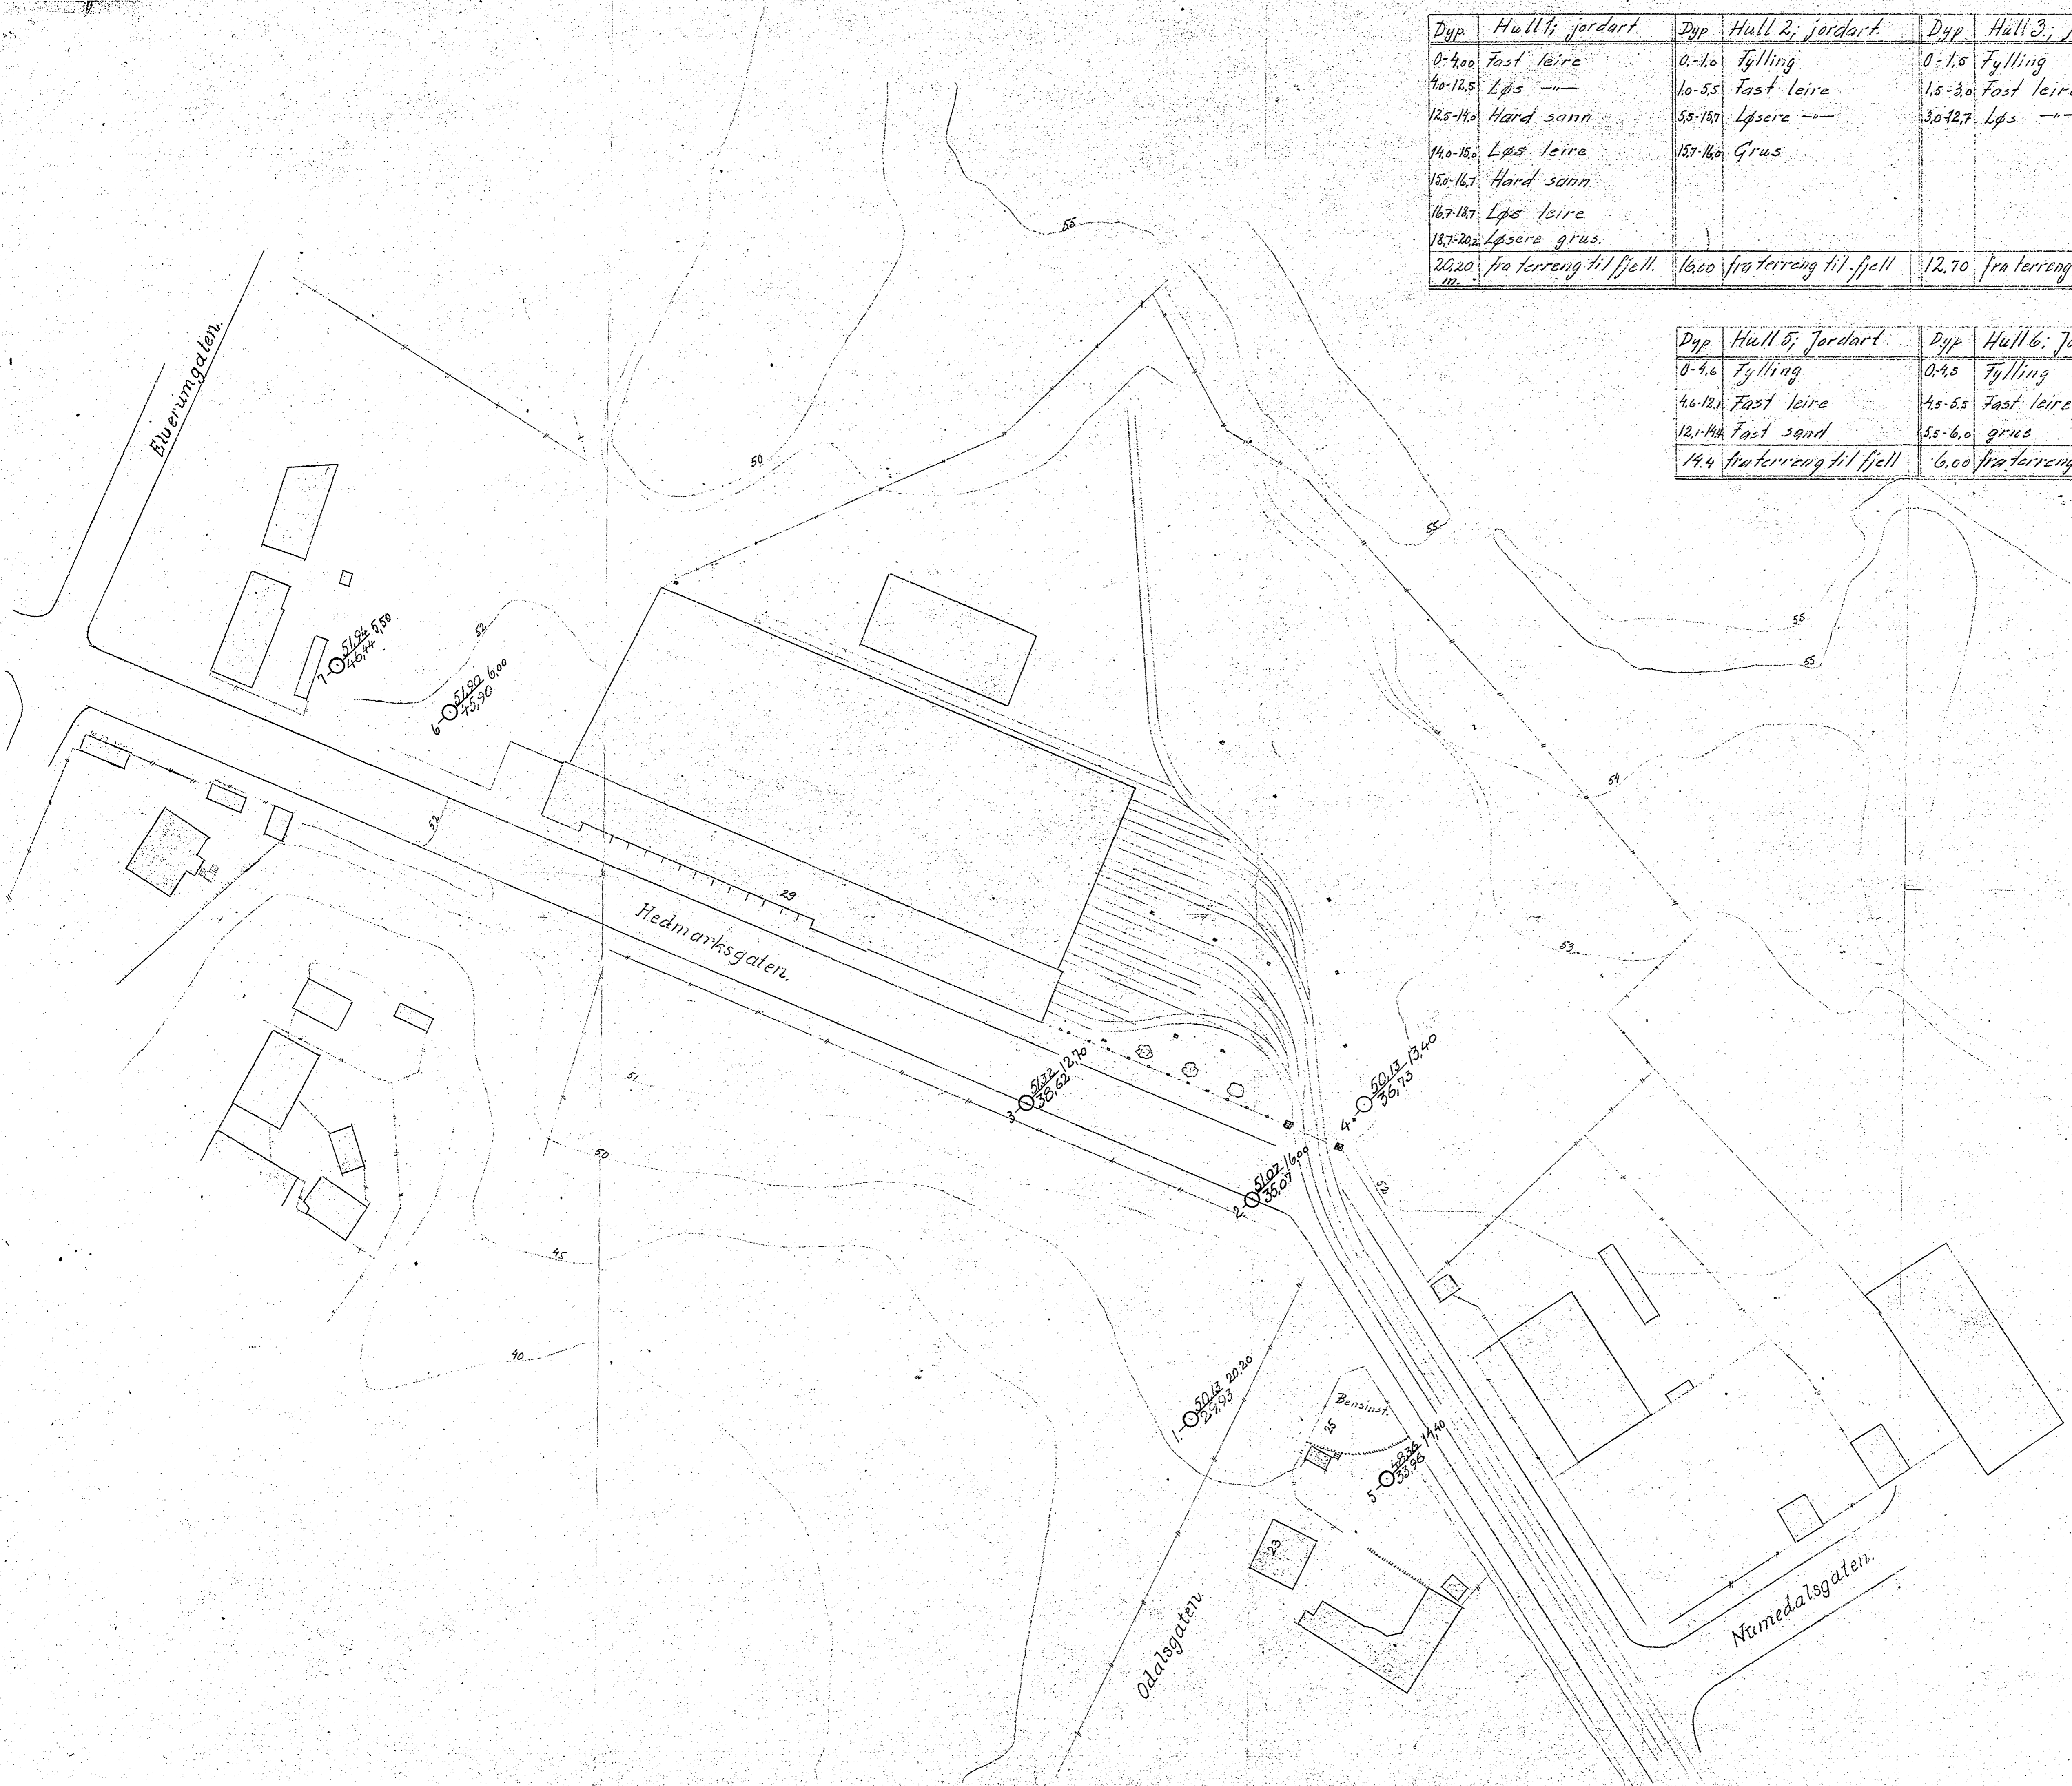 Dyp. Hull 1; jordart Dyp Hull 2; jordart. Dyp Hull 3;
0-4,00 Fast leire 0.-1.0 Fylling 0-1,5 Fylling
4,0-12,5 Løs —"— 1,0-5,5 Fast leire 1,5-3,0 Fast leire
12,5-14,0 Hard sann 5,5-15,7 Løsere —"— 3,0-12,7 Løs —"—
14,0-15,0 Løs leire 15,7-16,0 Grus
15,0-16,7 Hard sann
16,7-18,7 Løs leire
18,7-20,2 Løsere grus.
20,20 m. fra terreng til fjell. 16,00 fra terreng til fjell 12,70 fra terreng
Dyp Hull 5; Jordart Dyp Hull 6:
0-4,6 Fylling 0-4,5 Fylling
4,6-12,1 Fast leire 4,5-5,5 Fast leire
12,1-14,4 Fast sand 5,5-6,0 grus
14,4 fra terreng til fjell 6,00 fra terreng
55
Elverumgaten.
50
55
52
55
55
7 51,94 5,50
46,44
6 51,90 6,00
45,90
54
52
29
Hedmarksgaten.
53
51
3 51,32 12,70
38,62
4 50,13 13,40
36,73
50
52
2 51,07 16,00
35,07
45
40
1 50,13 20,20
29,93
Bensinst.
25
5 48,36 14,40
33,96
23
Odalsgaten.
Numedalsgaten.